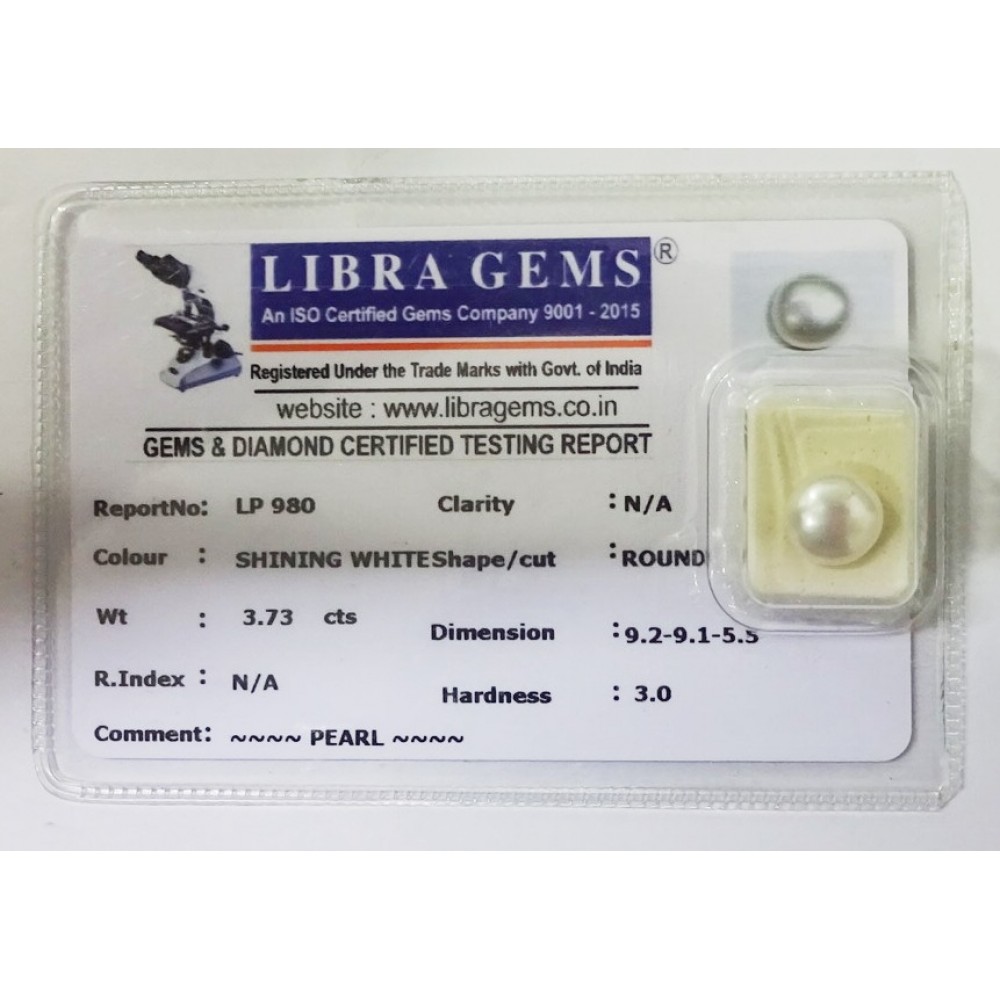 LIBRA GEMS ®
An ISO Certified Gems Company 9001 - 2015
Registered Under the Trade Marks with Govt. of India
website : www.libragems.co.in
GEMS & DIAMOND CERTIFIED TESTING REPORT
ReportNo: LP 980 Clarity : N/A
Colour : SHINING WHITE Shape/cut : ROUND
Wt : 3.73 cts Dimension : 9.2-9.1-5.5
R.Index : N/A Hardness : 3.0
Comment: ~~~~ PEARL ~~~~